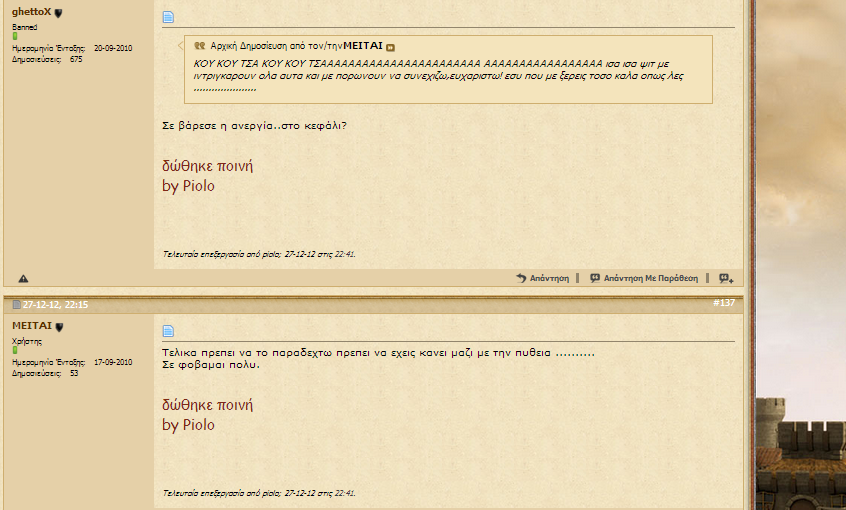 ghettoX
Banned
Ημερομηνία Ένταξης: 20-09-2010
Δημοσιεύσεις: 675
Αρχική Δημοσίευση από τον/την ΜΕΙΤΑΙ
ΚΟΥ ΚΟΥ ΤΣΑ ΚΟΥ ΚΟΥ ΤΣΑΑΑΑΑΑΑΑΑΑΑΑΑΑΑΑΑΑΑΑΑΑΑ ΑΑΑΑΑΑΑΑΑΑΑΑΑΑΑΑΑ ισα ισα ψιτ με
ιντριγκαρουν ολα αυτα και με πορωνουν να συνεχιζω,ευχαριστω! εσυ που με ξερεις τοσο καλα οπως λες
....................
Σε βάρεσε η ανεργία..στο κεφάλι?
δώθηκε ποινή
by Piolo
Τελευταία επεξεργασία από piolo; 27-12-12 στις 22:41.
Απάντηση
Απάντηση Με Παράθεση
27-12-12, 22:15
#137
ΜΕΙΤΑΙ
Χρήστης
Ημερομηνία Ένταξης: 17-09-2010
Δημοσιεύσεις: 53
Τελικα πρεπει να το παραδεχτω πρεπει να εχεις κανει μαζι με την πυθεια ..........
Σε φοβαμαι πολυ.
δώθηκε ποινή
by Piolo
Τελευταία επεξεργασία από piolo; 27-12-12 στις 22:41.